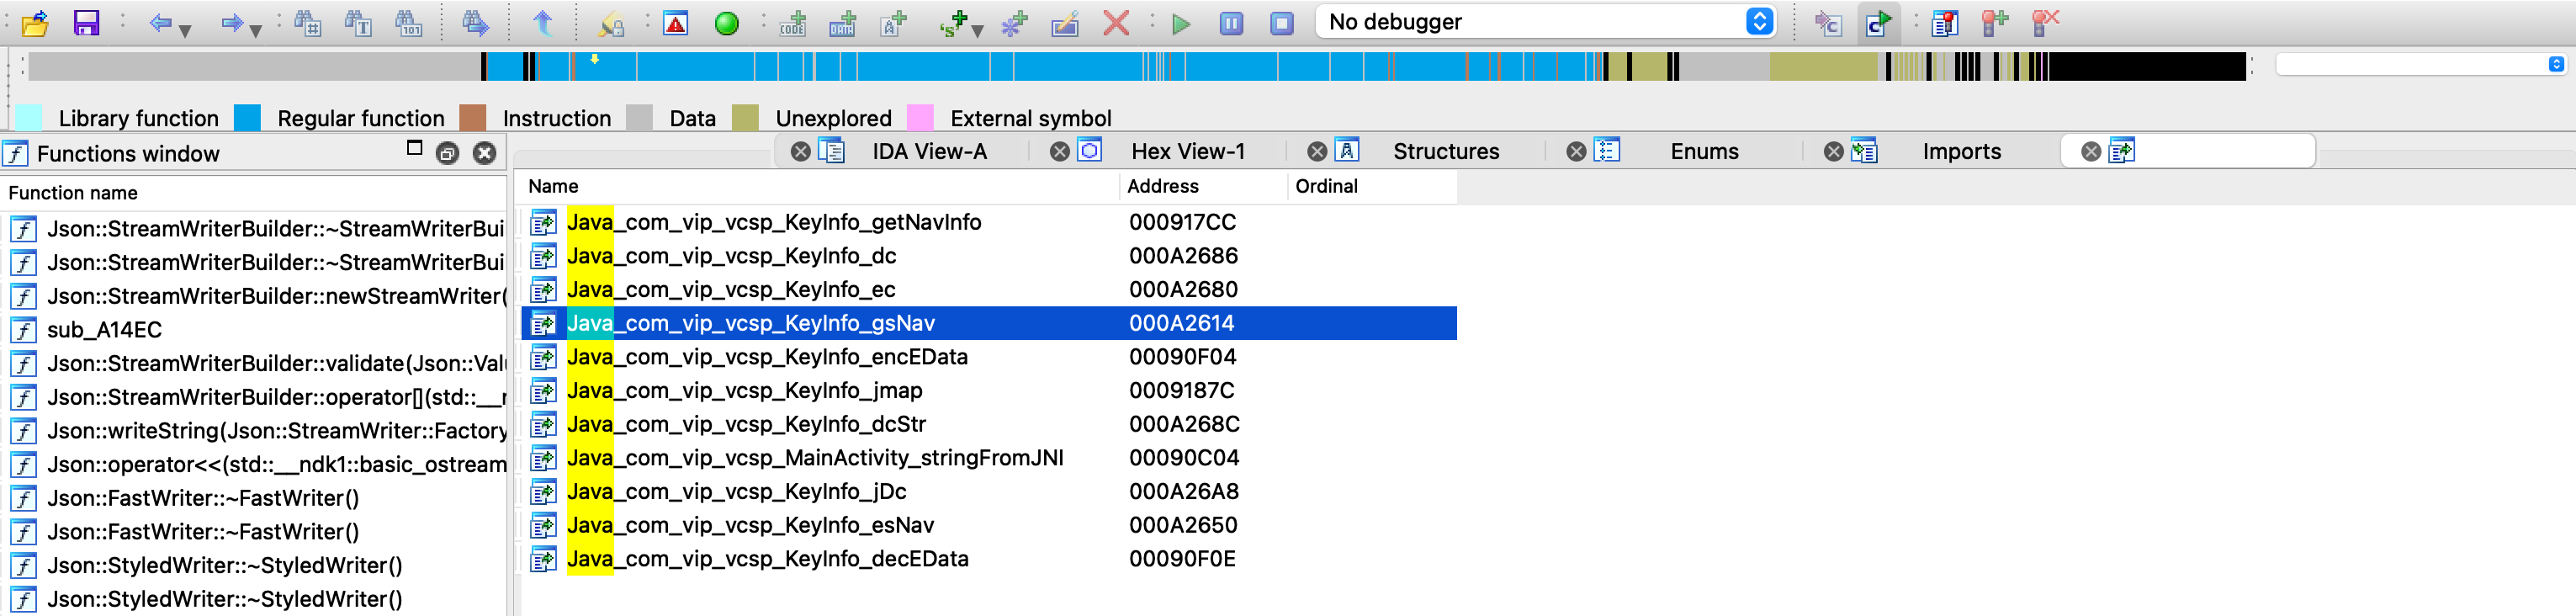 No debugger
Library function Regular function Instruction Data Unexplored External symbol
Functions window
IDA View-A Hex View-1 Structures Enums Imports
Function name
Json::StreamWriterBuilder::~StreamWriterBui
Json::StreamWriterBuilder::~StreamWriterBui
Json::StreamWriterBuilder::newStreamWriter(
sub_A14EC
Json::StreamWriterBuilder::validate(Json::Valu
Json::StreamWriterBuilder::operator[](std::__r
Json::writeString(Json::StreamWriter::Factory
Json::operator<<(std::__ndk1::basic_ostream
Json::FastWriter::~FastWriter()
Json::FastWriter::~FastWriter()
Json::StyledWriter::~StyledWriter()
Json::StyledWriter::~StyledWriter()
Name Address Ordinal
Java_com_vip_vcsp_KeyInfo_getNavInfo 000917CC
Java_com_vip_vcsp_KeyInfo_dc 000A2686
Java_com_vip_vcsp_KeyInfo_ec 000A2680
Java_com_vip_vcsp_KeyInfo_gsNav 000A2614
Java_com_vip_vcsp_KeyInfo_encEData 00090F04
Java_com_vip_vcsp_KeyInfo_jmap 0009187C
Java_com_vip_vcsp_KeyInfo_dcStr 000A268C
Java_com_vip_vcsp_MainActivity_stringFromJNI 00090C04
Java_com_vip_vcsp_KeyInfo_jDc 000A26A8
Java_com_vip_vcsp_KeyInfo_esNav 000A2650
Java_com_vip_vcsp_KeyInfo_decEData 00090F0E